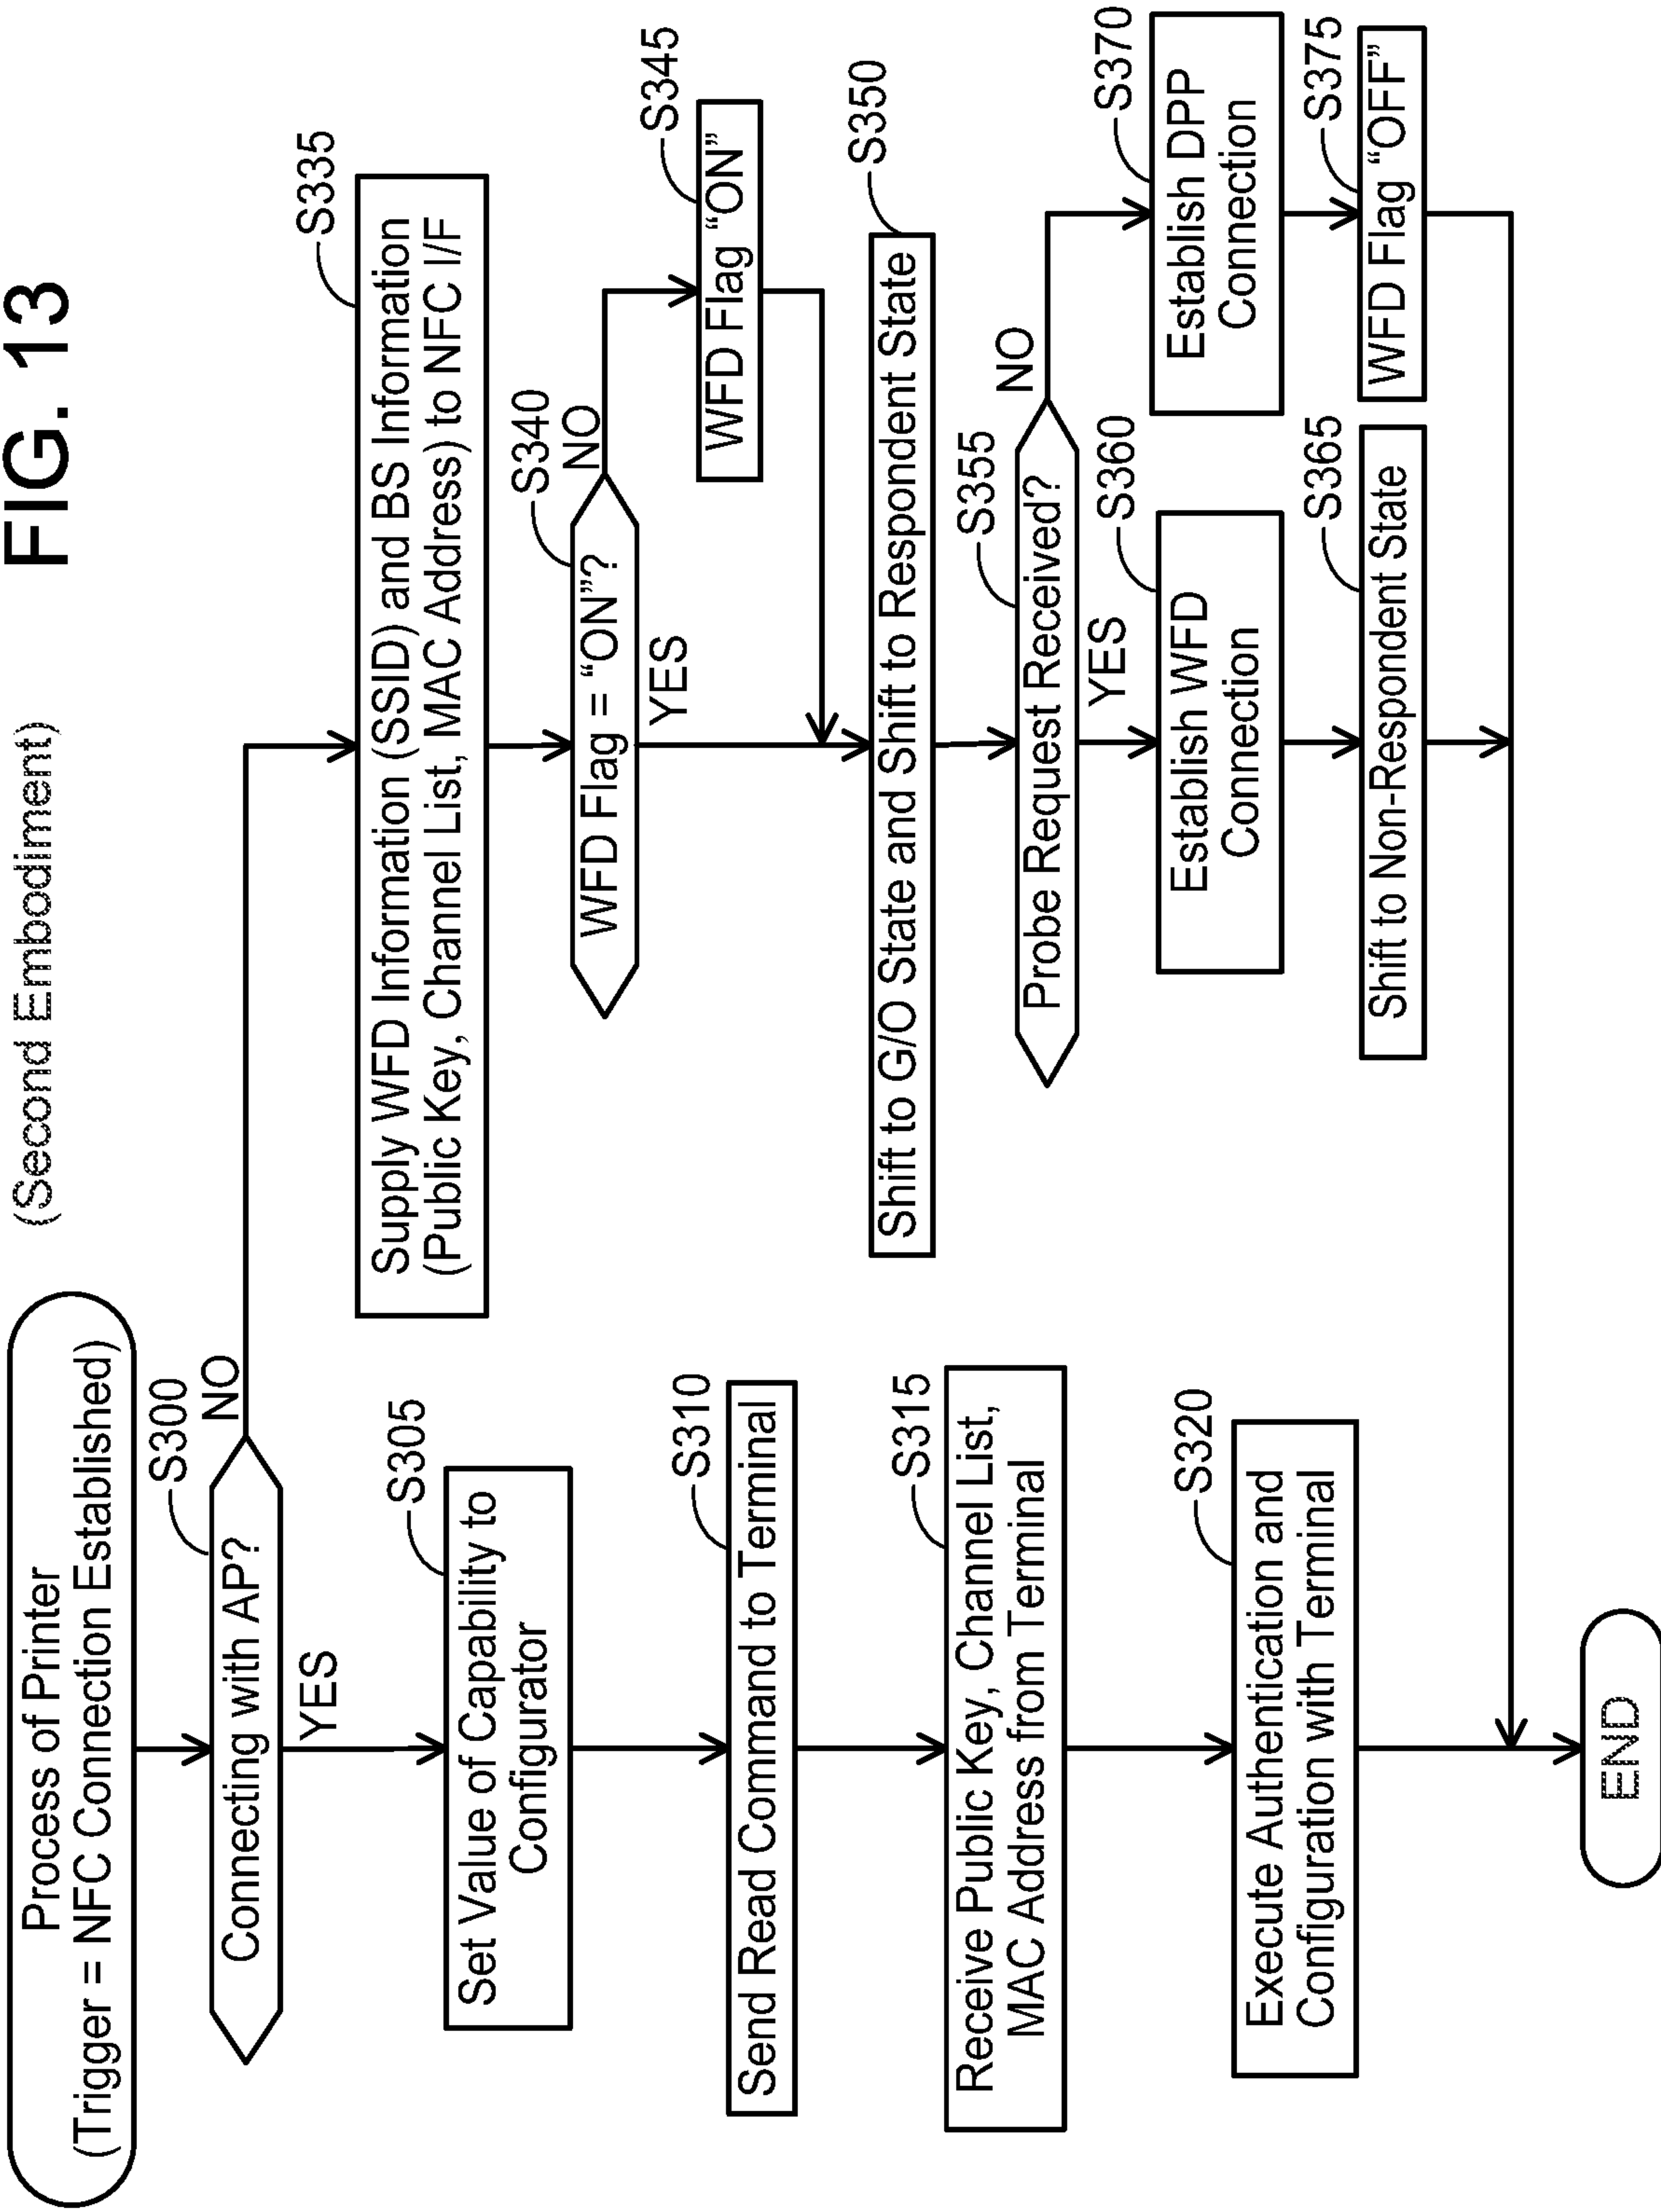 FIG. 13
(Second Embodiment)
Process of Printer
(Trigger = NFC Connection Established)
S300
Connecting with AP?
NO
YES
S305
Set Value of Capability to
Configurator
S310
Send Read Command to Terminal
S315
Receive Public Key, Channel List,
MAC Address from Terminal
S320
Execute Authentication and
Configuration with Terminal
S335
Supply WFD Information (SSID) and BS Information
(Public Key, Channel List, MAC Address) to NFC I/F
S340
WFD Flag = “ON”?
NO
YES
S345
WFD Flag “ON”
S350
Shift to G/O State and Shift to Respondent State
S355
Probe Request Received?
NO
YES
S360
Establish WFD
Connection
S365
Shift to Non-Respondent State
S370
Establish DPP
Connection
S375
WFD Flag “OFF”
END